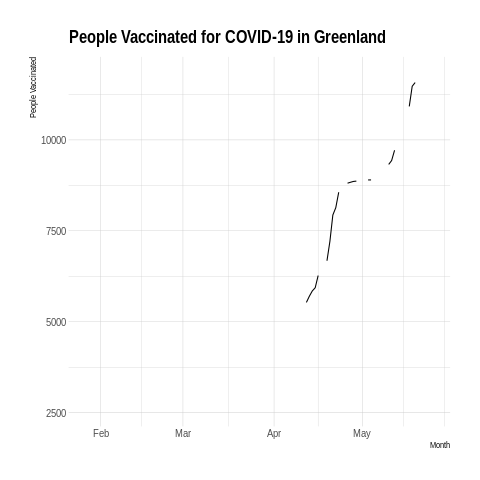 People Vaccinated for COVID-19 in Greenland
People Vaccinated
10000
7500
5000
2500
Feb Mar Apr May
Month